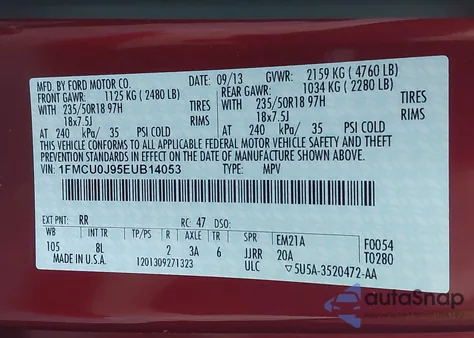 MFD. BY FORD MOTOR CO. DATE: 09/13 GVWR: 2159 KG (4760 LB)
FRONT GAWR: 1125 KG (2480 LB) REAR GAWR: 1034 KG (2280 LB)
WITH 235/50R18 97H TIRES WITH 235/50R18 97H TIRES
18x7.5J RIMS 18x7.5J RIMS
AT 240 kPa/ 35 PSI COLD AT 240 kPa/ 35 PSI COLD
THIS VEHICLE CONFORMS TO ALL APPLICABLE FEDERAL MOTOR VEHICLE SAFETY
AND BUMPER STANDARDS IN EFFECT ON THE DATE OF MANUFACTURE SHOWN ABOVE.
VIN: 1FMCU0J95EUB14053 TYPE: MPV
EXT PNT: RR RC: 47 DSO:
WB INT TR TP/PS R AXLE TR SPR EM21A F0054
105 8L 2 3A 6 JJRR 20A T0280
MADE IN U.S.A. 1201309271323 ULC 5U5A-3520472-AA
autoSnap